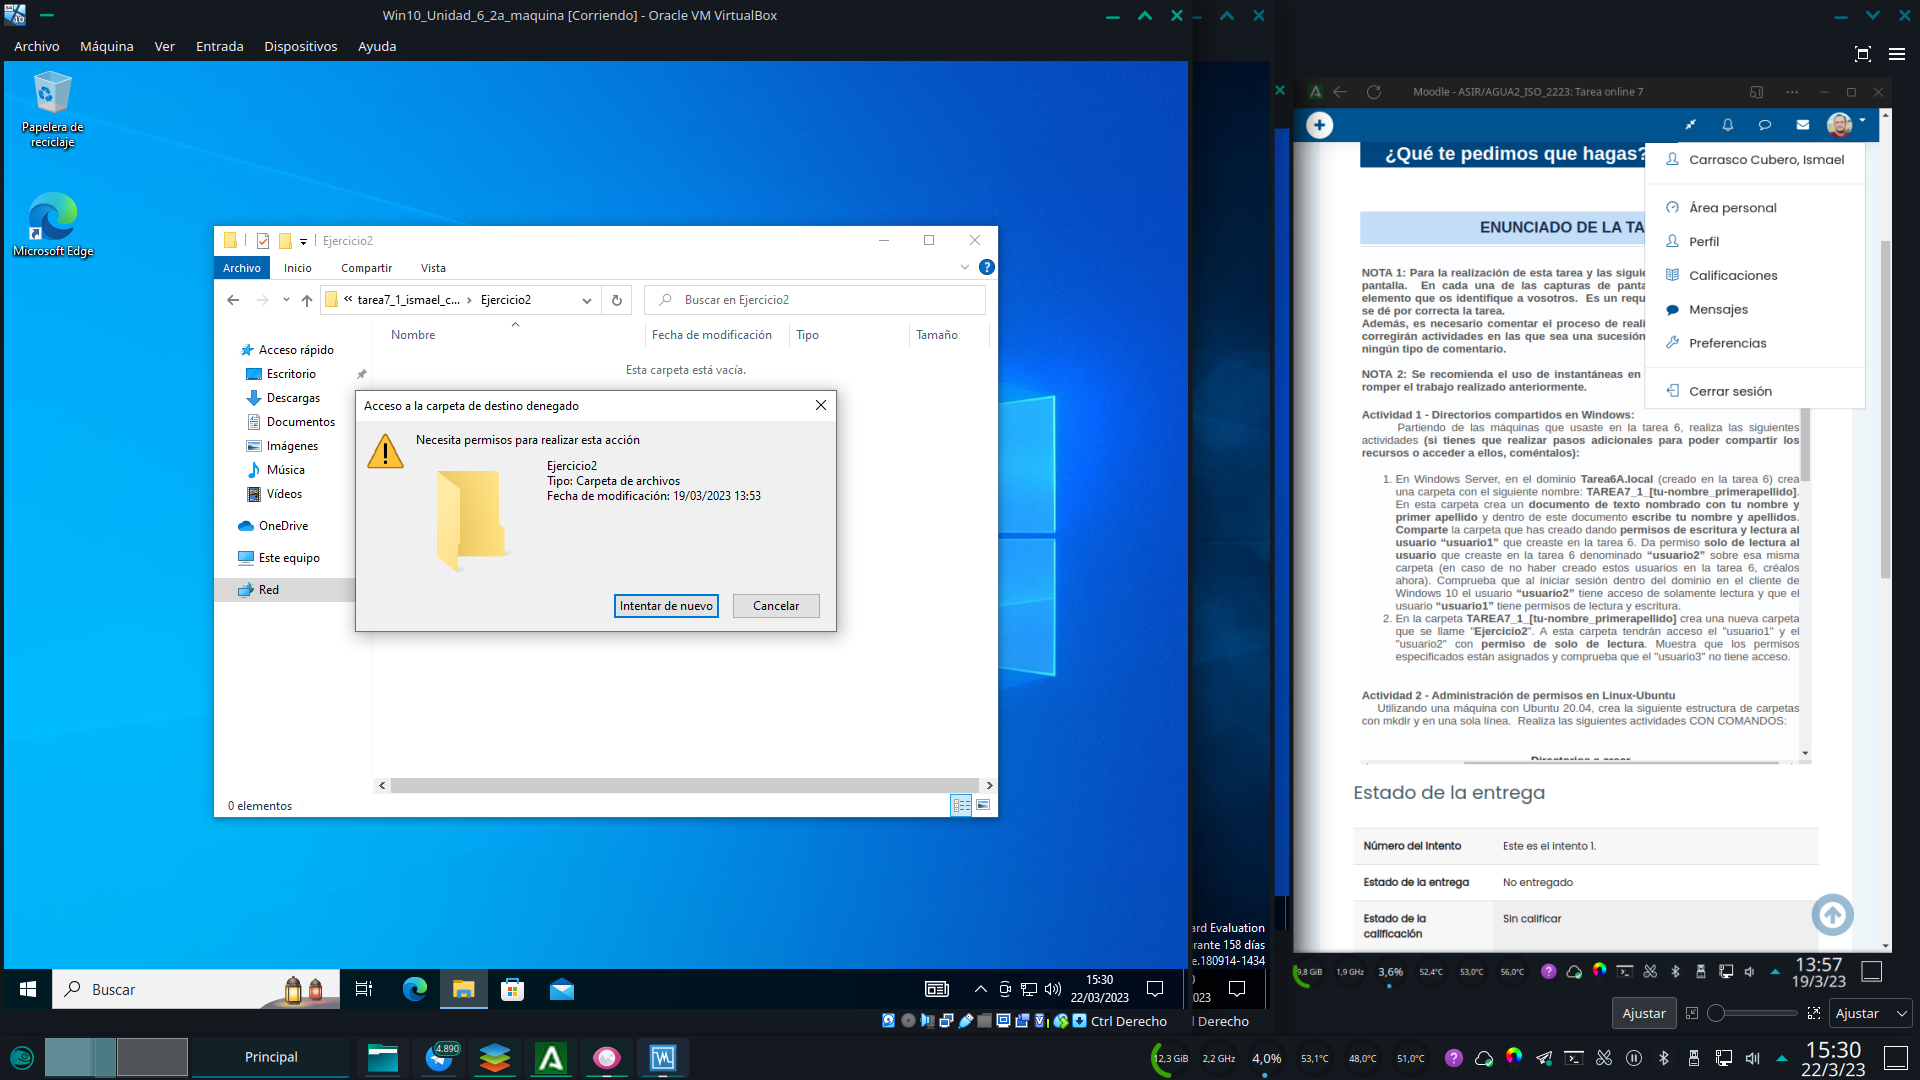 Win10_Unidad_6_2a_maquina [Corriendo] - Oracle VM VirtualBox
Archivo Máquina Ver Entrada Dispositivos Ayuda
Papelera de reciclaje
Microsoft Edge
Ejercicio2
Archivo Inicio Compartir Vista
« tarea7_1_ismael_c... › Ejercicio2
Buscar en Ejercicio2
Nombre Fecha de modificación Tipo Tamaño
Esta carpeta está vacía.
Acceso rápido
Escritorio
Descargas
Documentos
Imágenes
Música
Vídeos
OneDrive
Este equipo
Red
Acceso a la carpeta de destino denegado
Necesita permisos para realizar esta acción
Ejercicio2
Tipo: Carpeta de archivos
Fecha de modificación: 19/03/2023 13:53
Intentar de nuevo Cancelar
0 elementos
Buscar
15:30
22/03/2023
Ctrl Derecho
ard Evaluation
rante 158 días
e.180914-1434
2023
l Derecho
Moodle - ASIR/AGUA2_ISO_2223: Tarea online 7
¿Qué te pedimos que hagas?
Carrasco Cubero, Ismael
Área personal
Perfil
Calificaciones
Mensajes
Preferencias
Cerrar sesión
ENUNCIADO DE LA TA
NOTA 1: Para la realización de esta tarea y las siguie
pantalla. En cada una de las capturas de panta
elemento que os identifique a vosotros. Es un requ
se dé por correcta la tarea.
Además, es necesario comentar el proceso de reali
corregirán actividades en las que sea una sucesión
ningún tipo de comentario.
NOTA 2: Se recomienda el uso de instantáneas en
romper el trabajo realizado anteriormente.
Actividad 1 - Directorios compartidos en Windows:
Partiendo de las máquinas que usaste en la tarea 6, realiza las siguientes
actividades (si tienes que realizar pasos adicionales para poder compartir los
recursos o acceder a ellos, coméntalos):
1. En Windows Server, en el dominio Tarea6A.local (creado en la tarea 6) crea
una carpeta con el siguiente nombre: TAREA7_1_[tu-nombre_primerapellido].
En esta carpeta crea un documento de texto nombrado con tu nombre y
primer apellido y dentro de este documento escribe tu nombre y apellidos.
Comparte la carpeta que has creado dando permisos de escritura y lectura al
usuario “usuario1” que creaste en la tarea 6. Da permiso solo de lectura al
usuario que creaste en la tarea 6 denominado “usuario2” sobre esa misma
carpeta (en caso de no haber creado estos usuarios en la tarea 6, créalos
ahora). Comprueba que al iniciar sesión dentro del dominio en el cliente de
Windows 10 el usuario “usuario2” tiene acceso de solamente lectura y que el
usuario “usuario1” tiene permisos de lectura y escritura.
2. En la carpeta TAREA7_1_[tu-nombre_primerapellido] crea una nueva carpeta
que se llame "Ejercicio2". A esta carpeta tendrán acceso el "usuario1" y el
"usuario2" con permiso de solo de lectura. Muestra que los permisos
especificados están asignados y comprueba que el "usuario3" no tiene acceso.
Actividad 2 - Administración de permisos en Linux-Ubuntu
Utilizando una máquina con Ubuntu 20.04, crea la siguiente estructura de carpetas
con mkdir y en una sola línea. Realiza las siguientes actividades CON COMANDOS:
Directorios a crear
Estado de la entrega
Número del intento Este es el intento 1.
Estado de la entrega No entregado
Estado de la calificación Sin calificar
9,8 GiB 1,9 GHz 3,6% 52,4°C 53,0°C 56,0°C
13:57
19/3/23
Ajustar Ajustar
Principal
4.890
12,3 GiB 2,2 GHz 4,0% 53,1°C 48,0°C 51,0°C
15:30
22/3/23